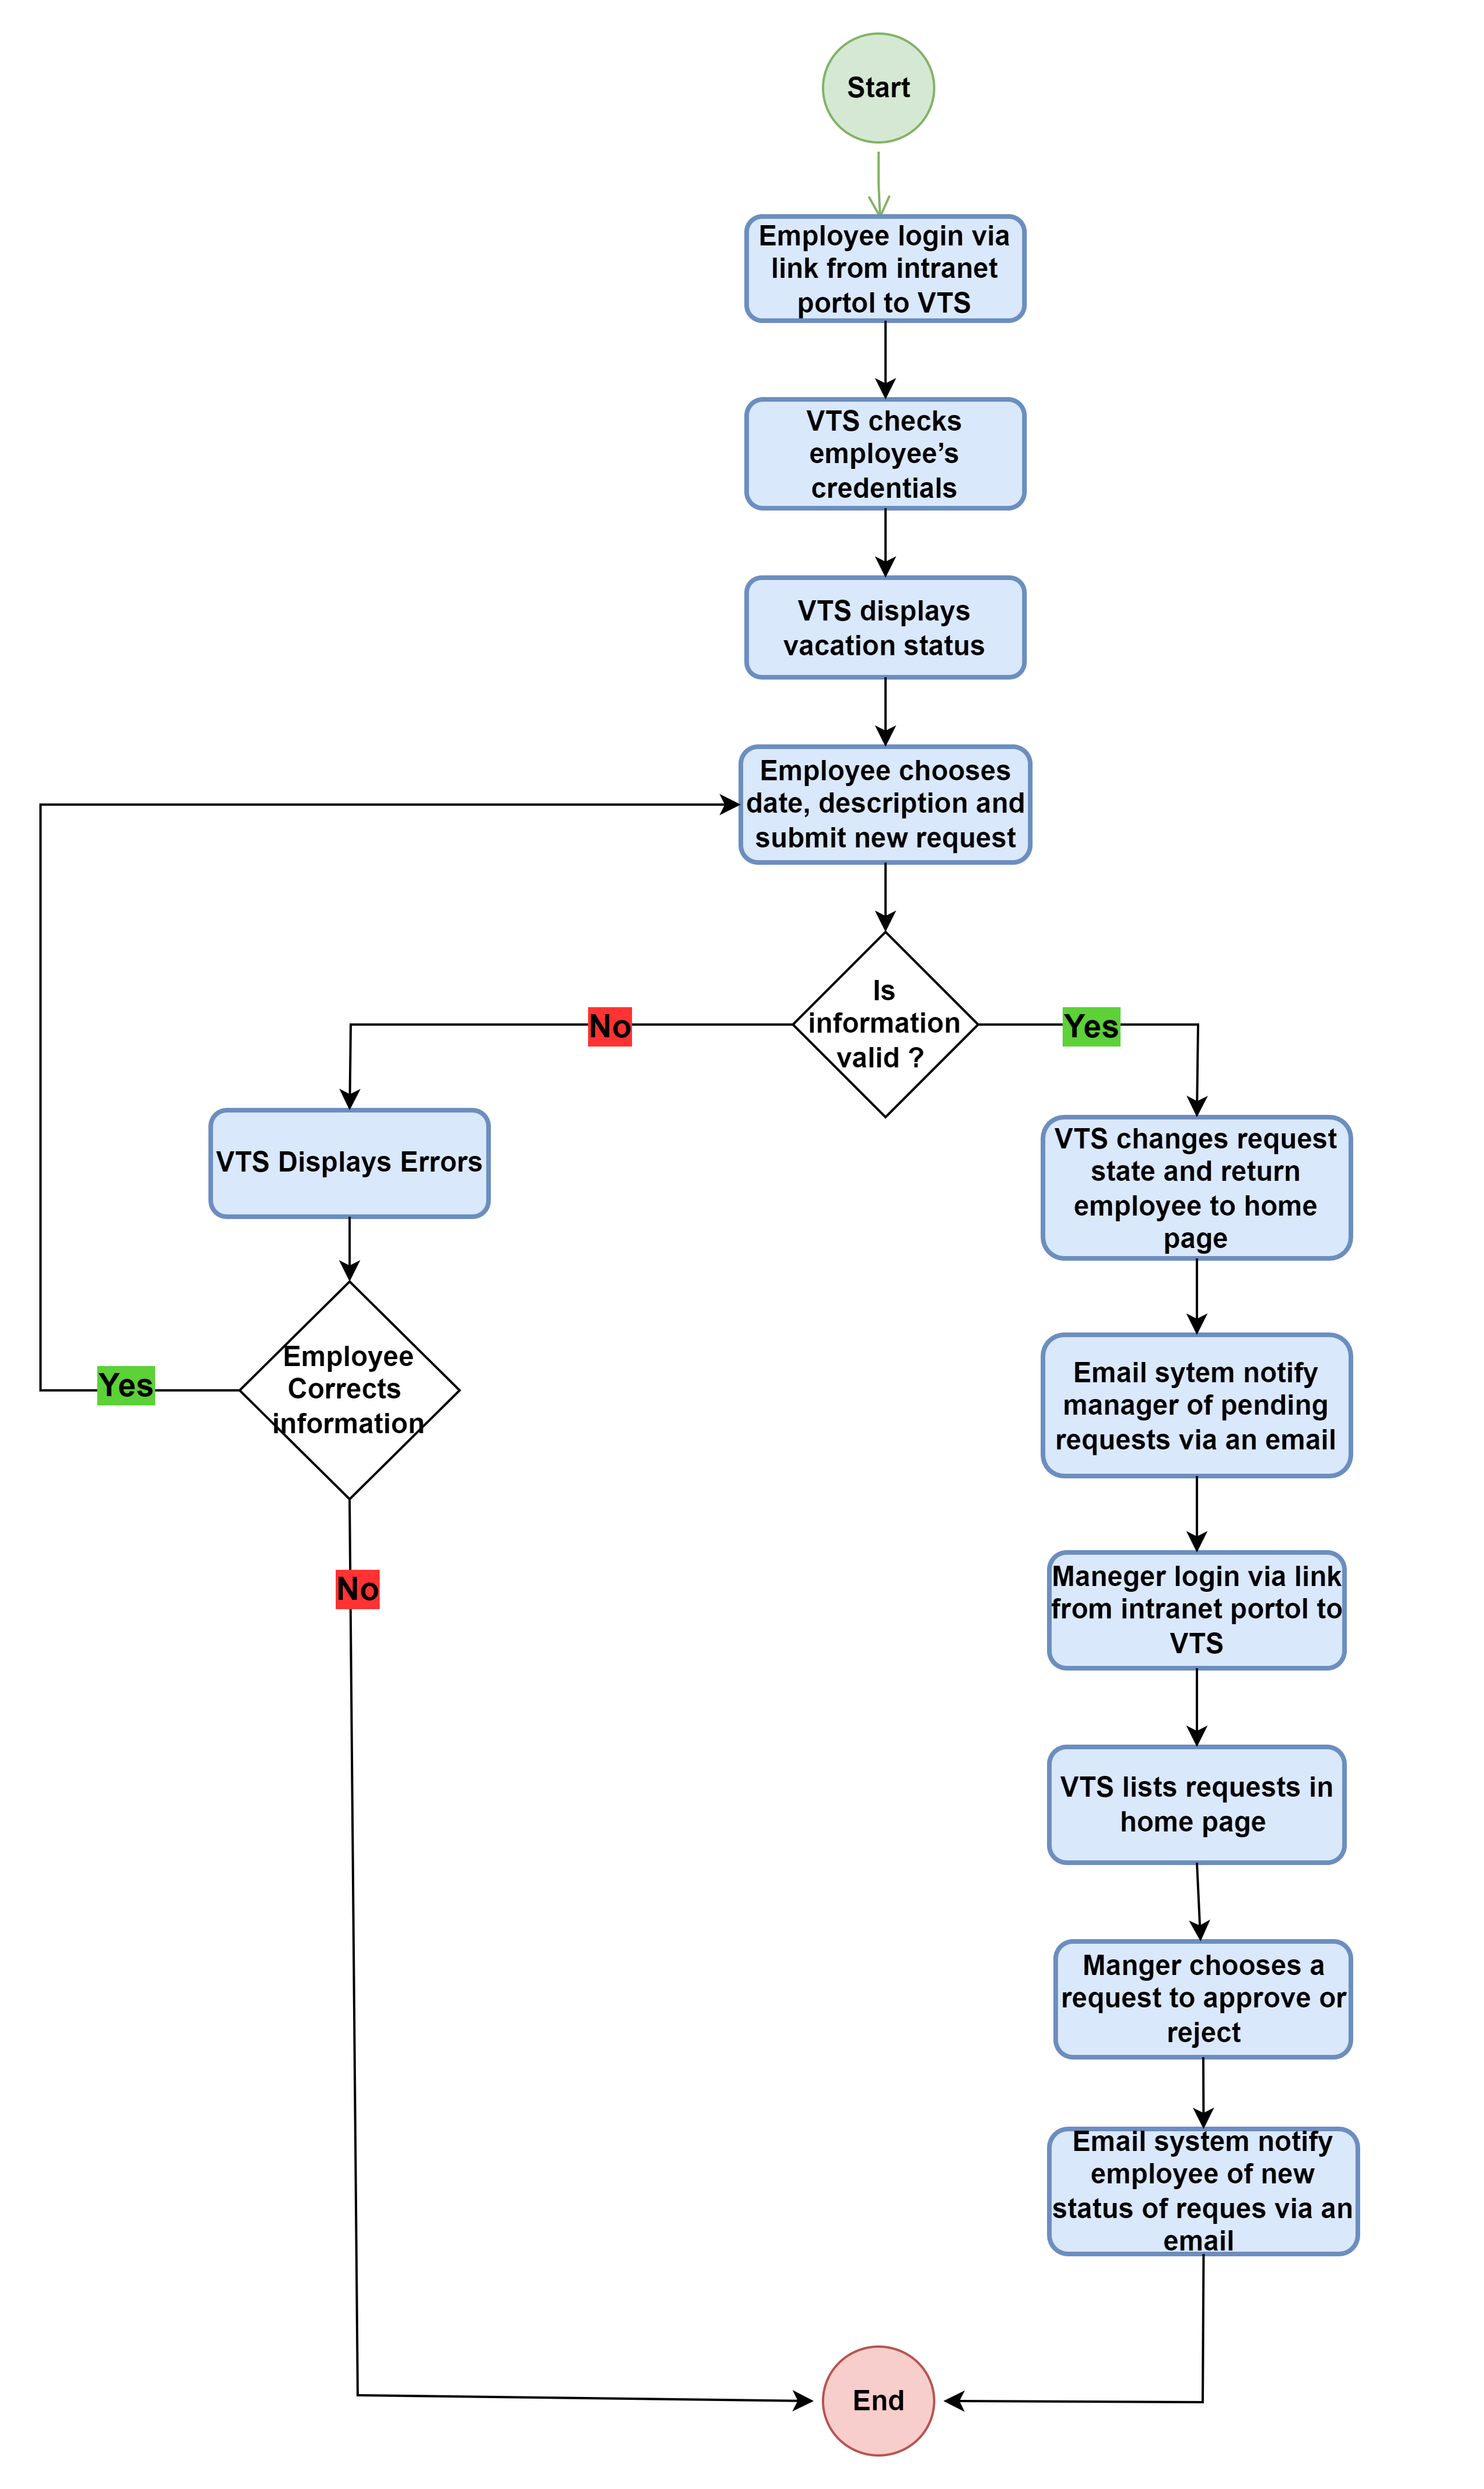 Start
Employee login via
link from intranet
portol to VTS
VTS checks
employee’s
credentials
VTS displays
vacation status
Employee chooses
date, description and
submit new request
Is
information
valid ?
No
Yes
VTS Displays Errors
VTS changes request
state and return
employee to home
page
Employee
Corrects
information
Yes
No
Email sytem notify
manager of pending
requests via an email
Maneger login via link
from intranet portol to
VTS
VTS lists requests in
home page
Manger chooses a
request to approve or
reject
Email system notify
employee of new
status of reques via an
email
End